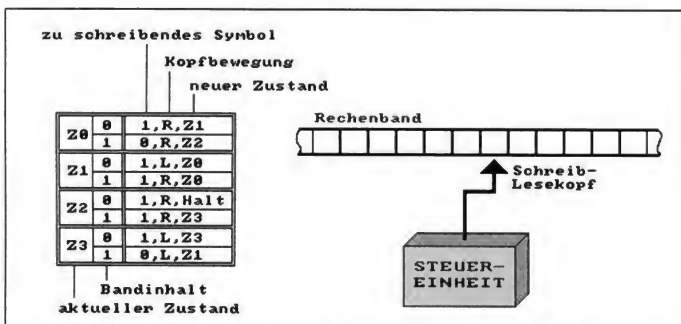 zu schreibendes Symbol
Kopfbewegung
neuer Zustand
Z0 0 1,R,Z1
1 0,R,Z2
Z1 0 1,L,Z0
1 1,R,Z0
Z2 0 1,R,Halt
1 1,R,Z3
Z3 0 1,L,Z3
1 0,L,Z1
Bandinhalt
aktueller Zustand
Rechenband
Schreib-
Lesekopf
STEUER-
EINHEIT